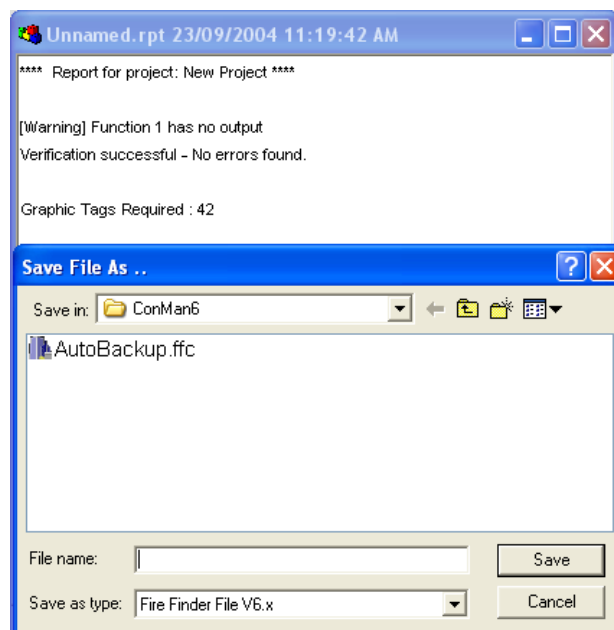 Unnamed.rpt 23/09/2004 11:19:42 AM
**** Report for project: New Project ****
[Warning] Function 1 has no output
Verification successful - No errors found.
Graphic Tags Required : 42
Save File As ..
Save in: ConMan6
AutoBackup.ffc
File name:
Save
Save as type: Fire Finder File V6.x
Cancel